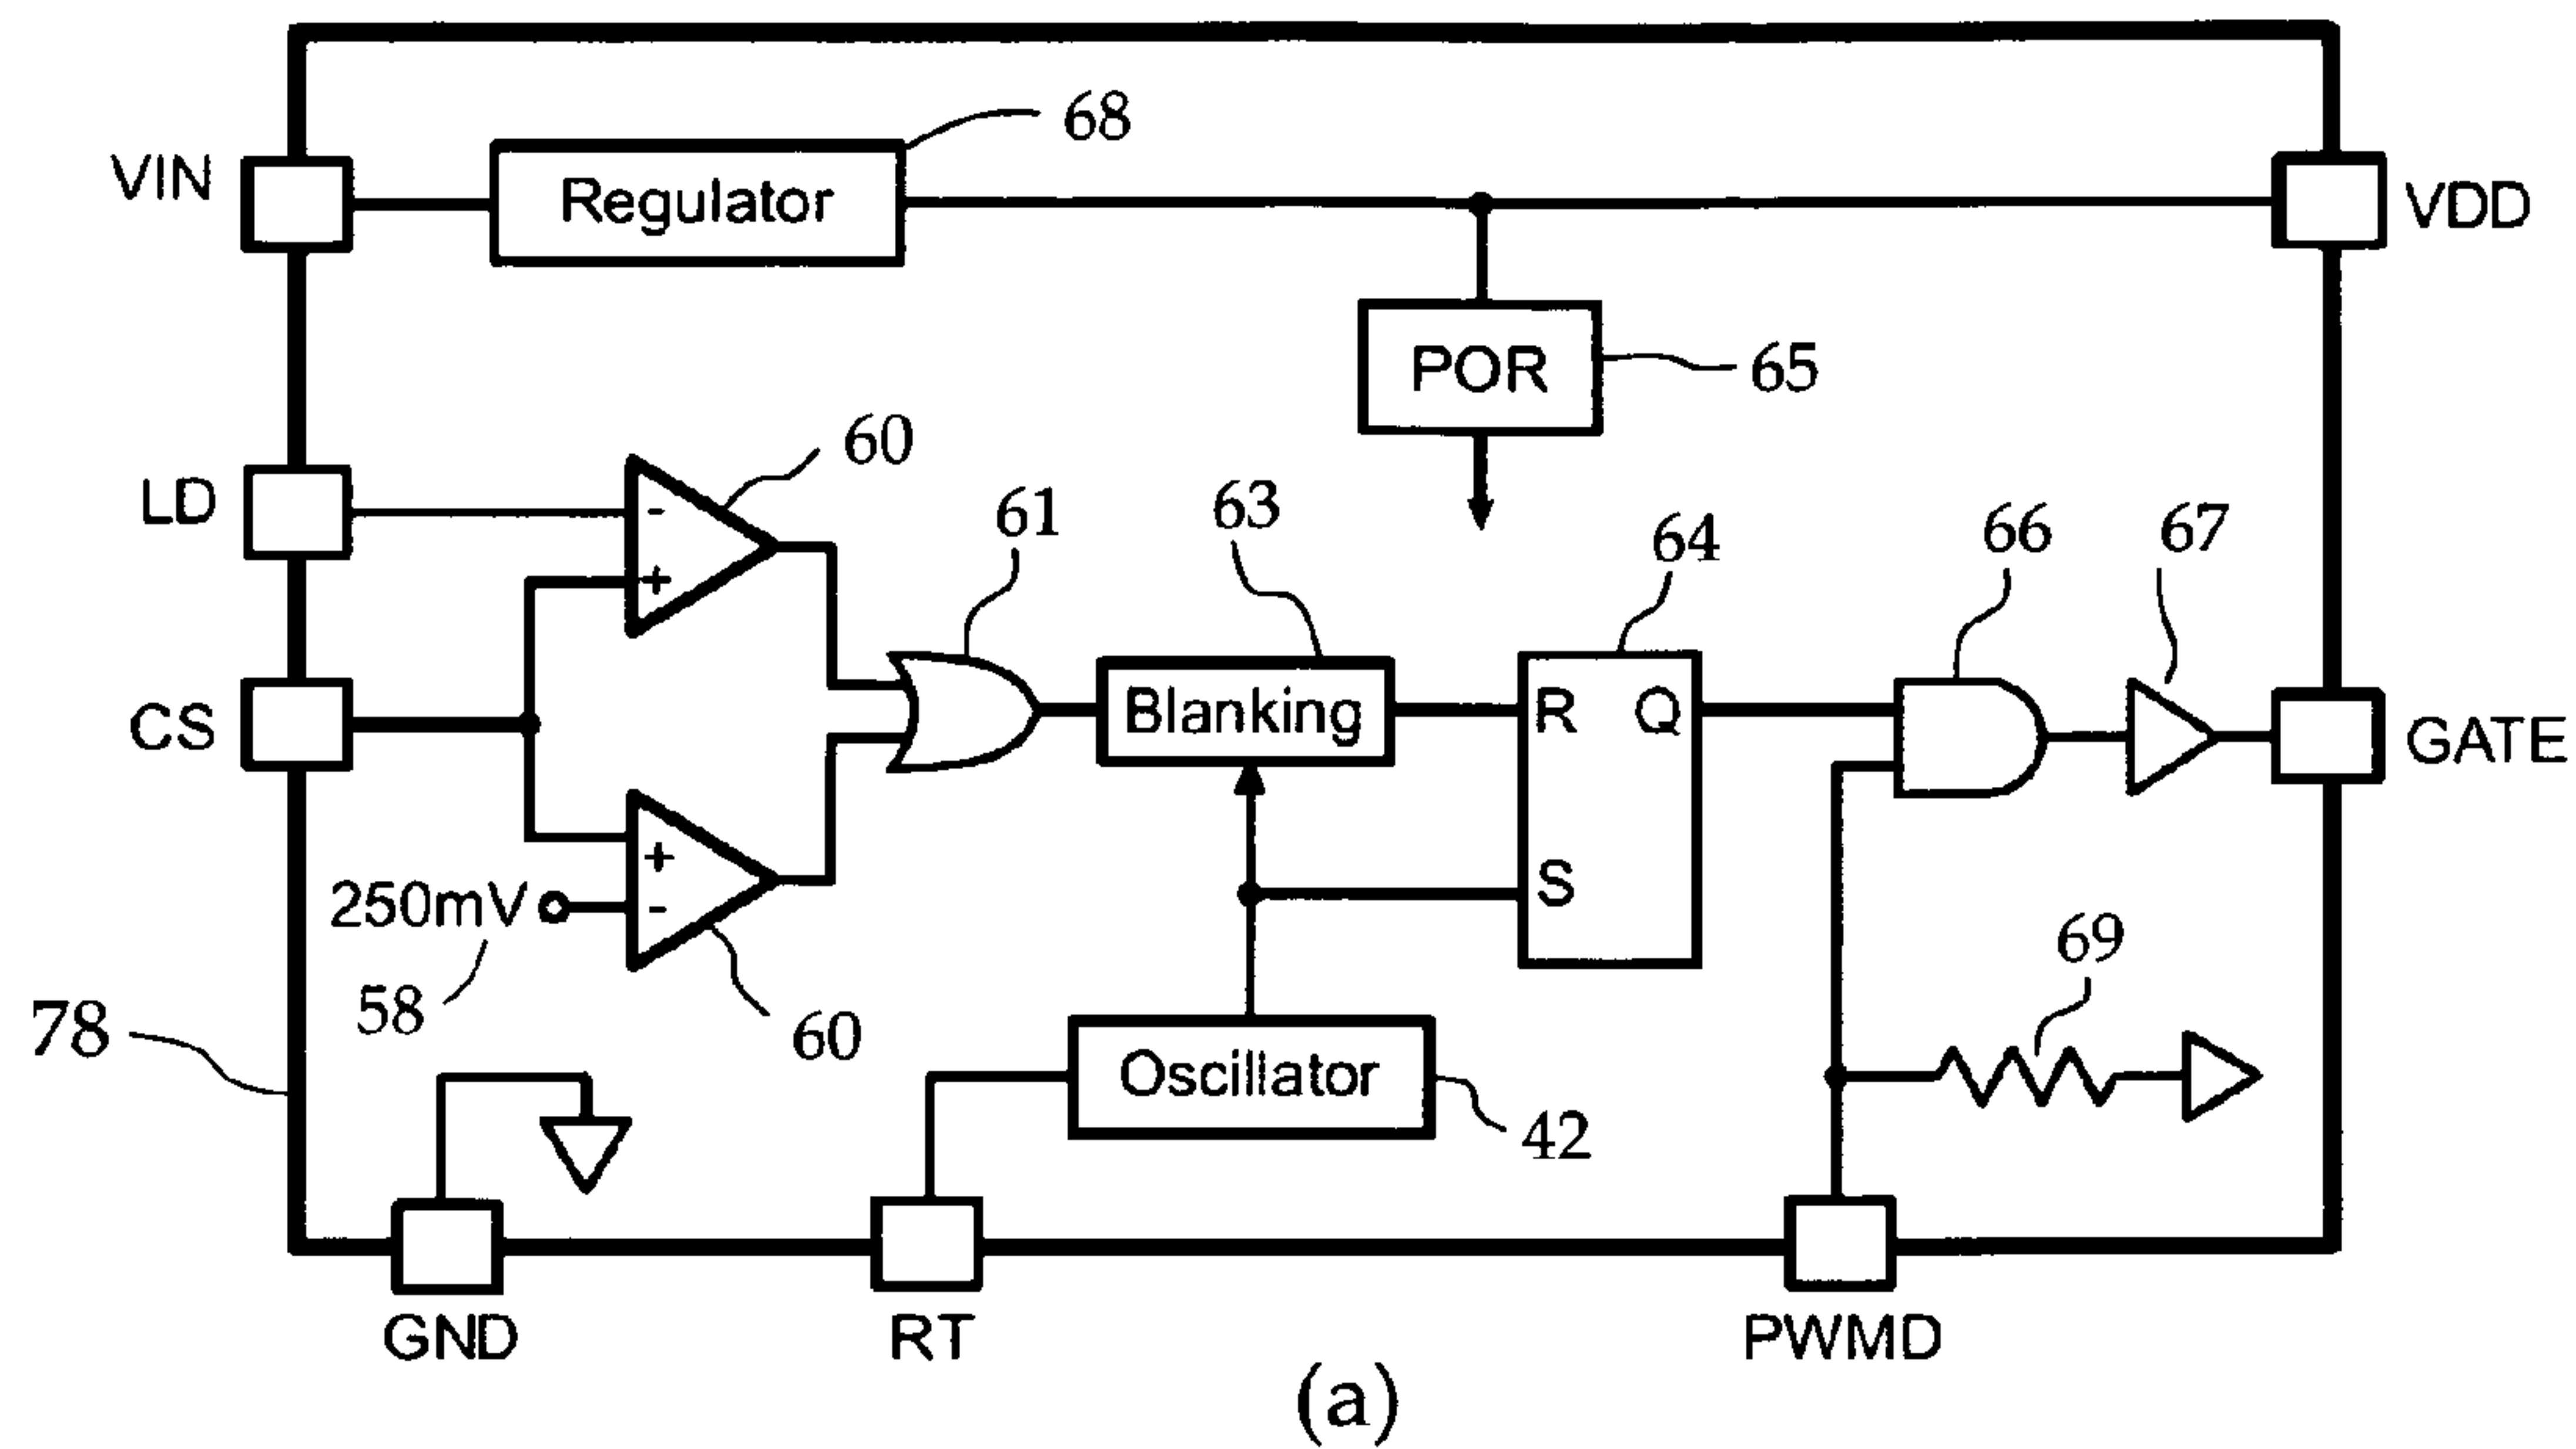 68
VIN
Regulator
VDD
POR
65
60
LD
-
61
63
64
66
67
+
CS
Blanking
R
Q
GATE
+
250mV
-
S
58
60
69
78
Oscillator
42
GND
RT
PWMD
(a)